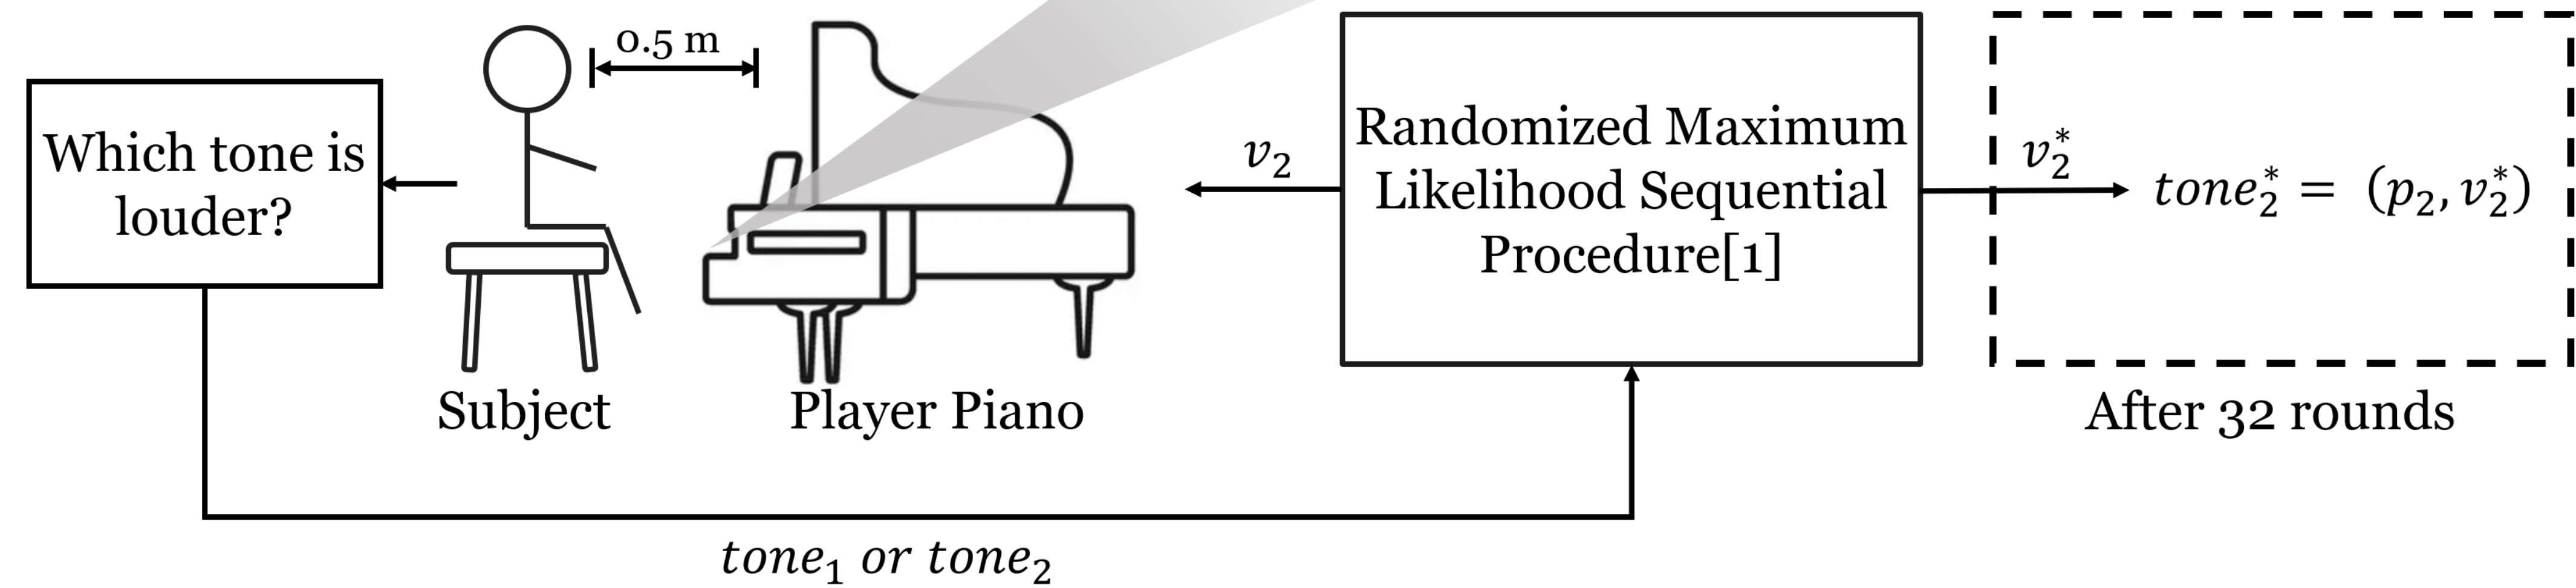 Which tone is
louder?
0.5 m
Subject
Player Piano
v₂
Randomized Maximum
Likelihood Sequential
Procedure[1]
v₂*
tone₂* = (p₂, v₂*)
After 32 rounds
tone₁ or tone₂